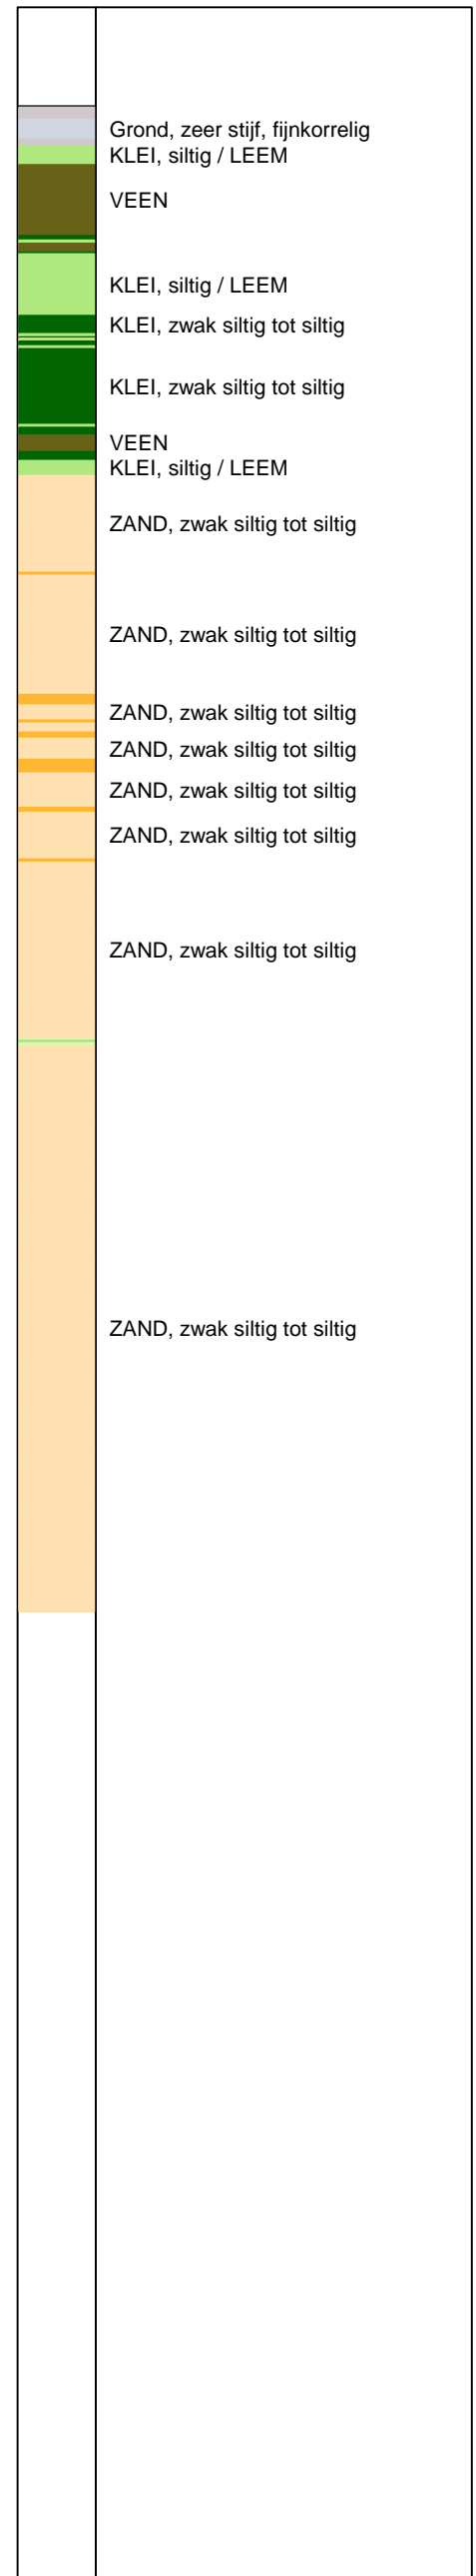 Grond, zeer stijf, fijnkorrelig
KLEI, siltig / LEEM
VEEN
KLEI, siltig / LEEM
KLEI, zwak siltig tot siltig
KLEI, zwak siltig tot siltig
VEEN
KLEI, siltig / LEEM
ZAND, zwak siltig tot siltig
ZAND, zwak siltig tot siltig
ZAND, zwak siltig tot siltig
ZAND, zwak siltig tot siltig
ZAND, zwak siltig tot siltig
ZAND, zwak siltig tot siltig
ZAND, zwak siltig tot siltig
ZAND, zwak siltig tot siltig